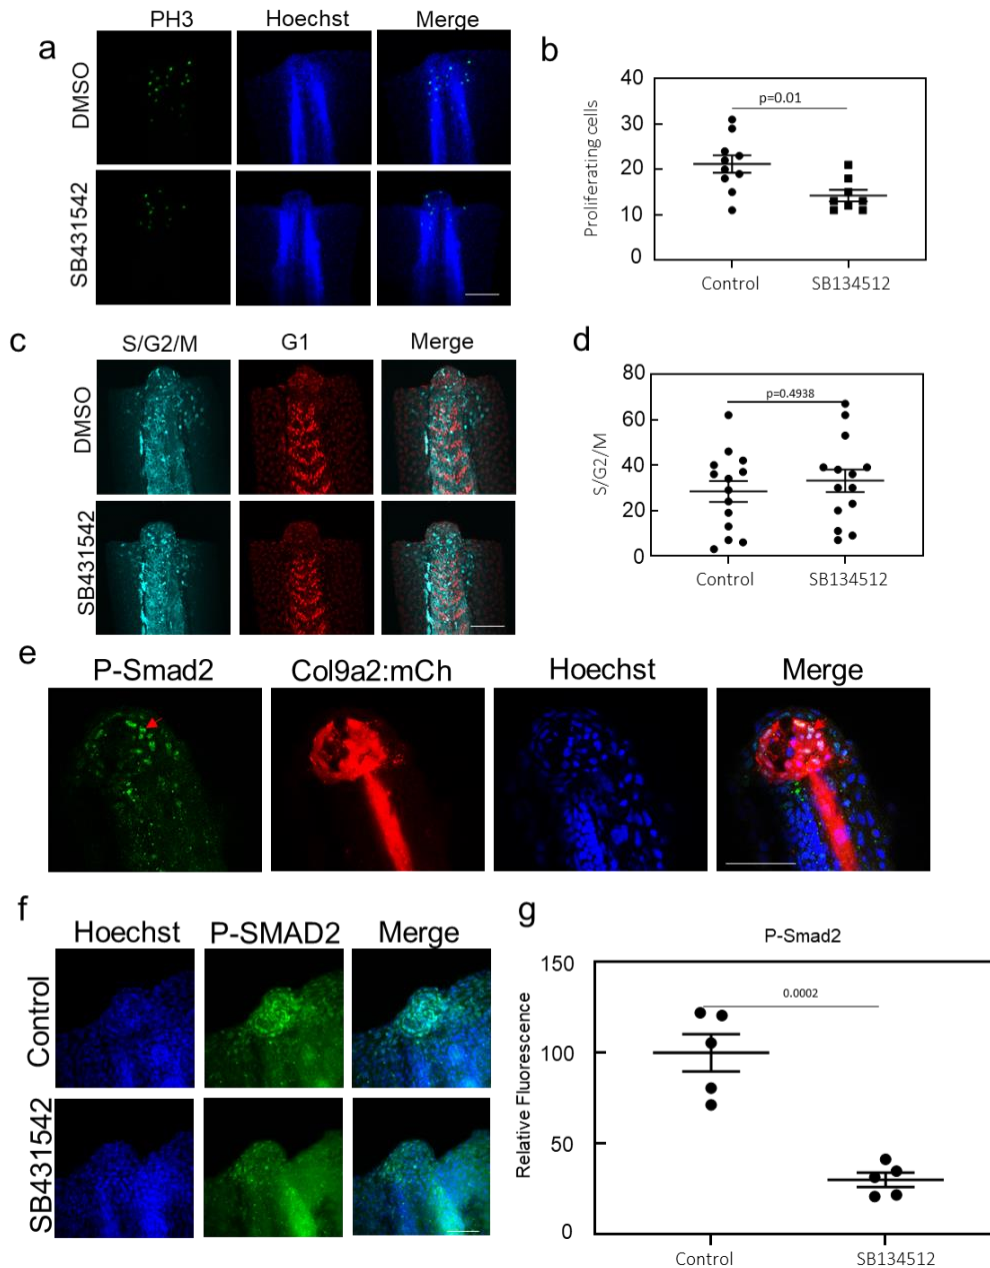 a
PH3 Hoechst Merge
DMSO
SB431542
b
40
30
20
10
0
Proliferating cells
p=0.01
Control SB134512
c
S/G2/M G1 Merge
DMSO
SB431542
d
80
60
40
20
0
S/G2/M
p=0.4938
Control SB134512
e
P-Smad2 Col9a2:mCh Hoechst Merge
f
Hoechst P-SMAD2 Merge
Control
SB431542
g
P-Smad2
150
100
50
0
Relative Fluorescence
0.0002
Control SB134512